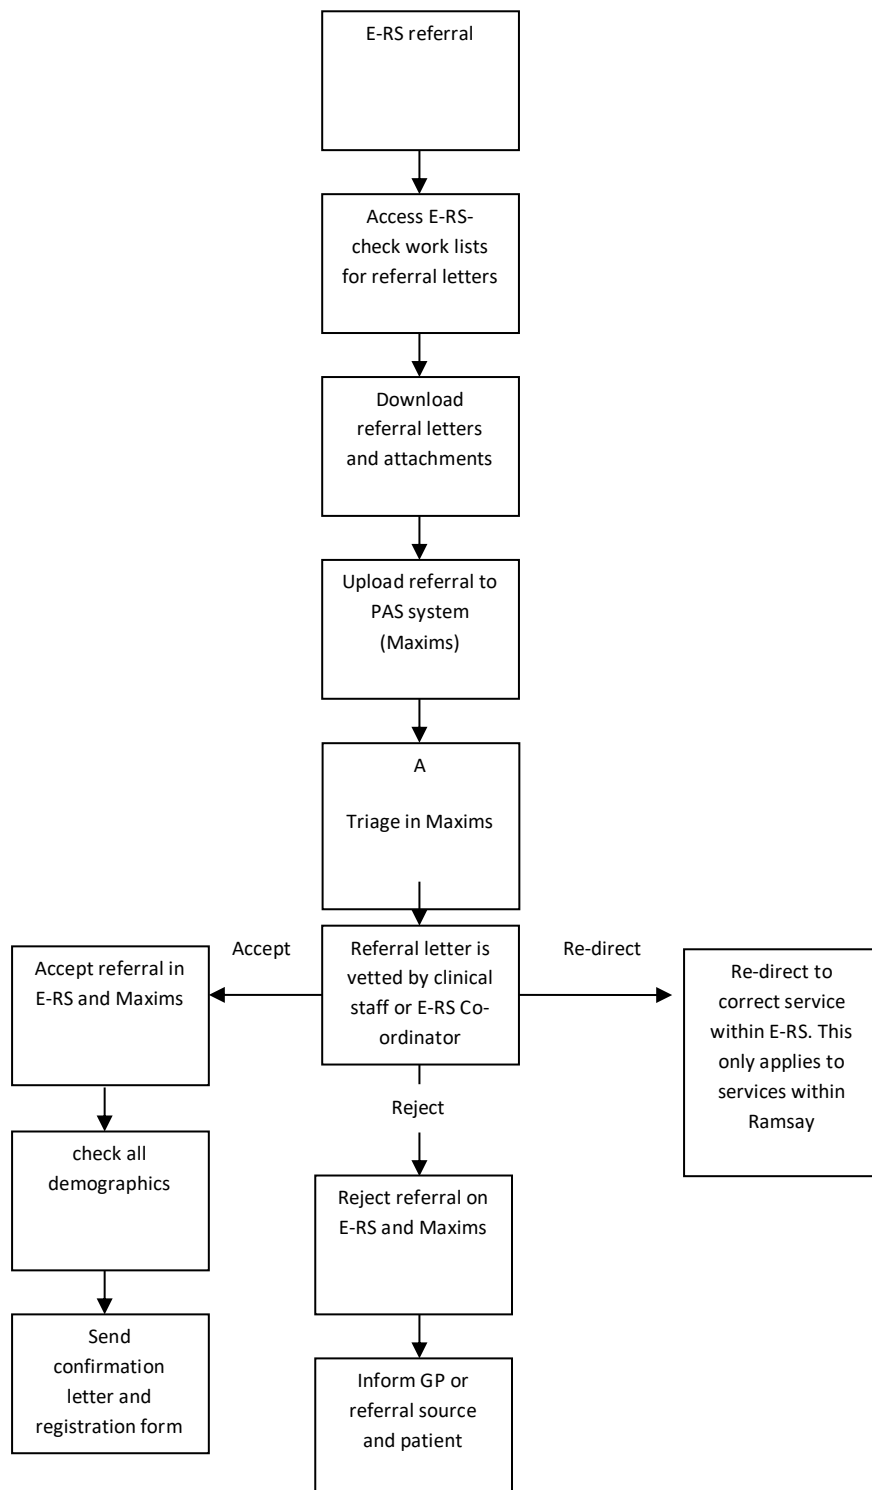 E-RS referral
Access E-RS-
check work lists
for referral letters
Download
referral letters
and attachments
Upload referral to
PAS system
(Maxims)
A
Triage in Maxims
Accept
Referral letter is
vetted by clinical
staff or E-RS Co-
ordinator
Re-direct
Accept referral in
E-RS and Maxims
Re-direct to
correct service
within E-RS. This
only applies to
services within
Ramsay
Reject
check all
demographics
Reject referral on
E-RS and Maxims
Send
confirmation
letter and
registration form
Inform GP or
referral source
and patient